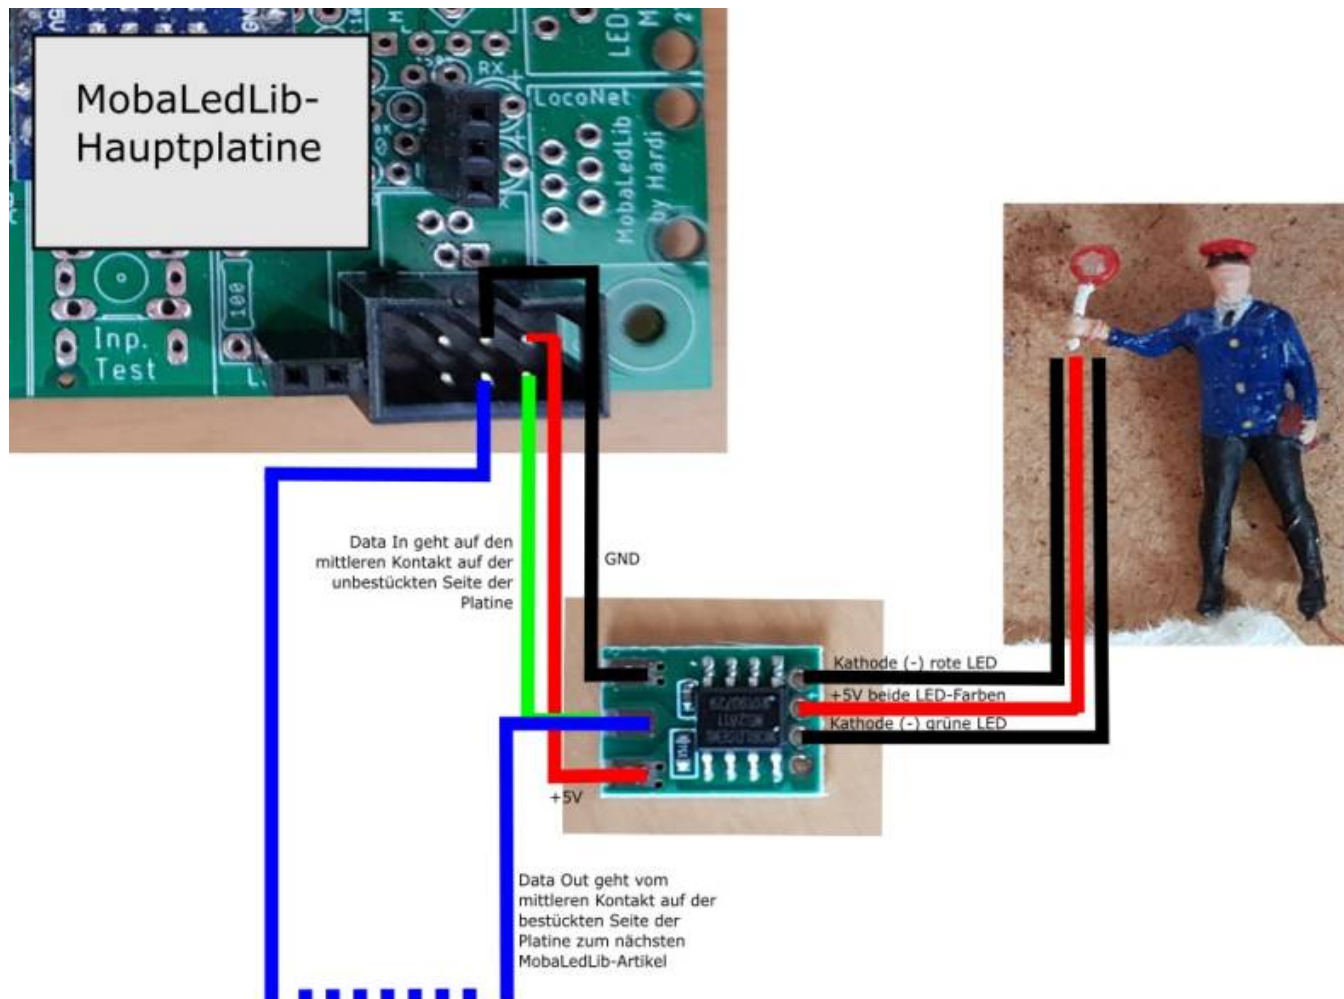 MobaLedLib-
Hauptplatine
RX
LED
LocoNet
MobaLedLib
by Hardi
100
Inp.
Test
Data In geht auf den
mittleren Kontakt auf der
unbestückten Seite der
Platine
GND
Kathode (-) rote LED
+5V beide LED-Farben
Kathode (-) grüne LED
+5V
Data Out geht vom
mittleren Kontakt auf der
bestückten Seite der
Platine zum nächsten
MobaLedLib-Artikel